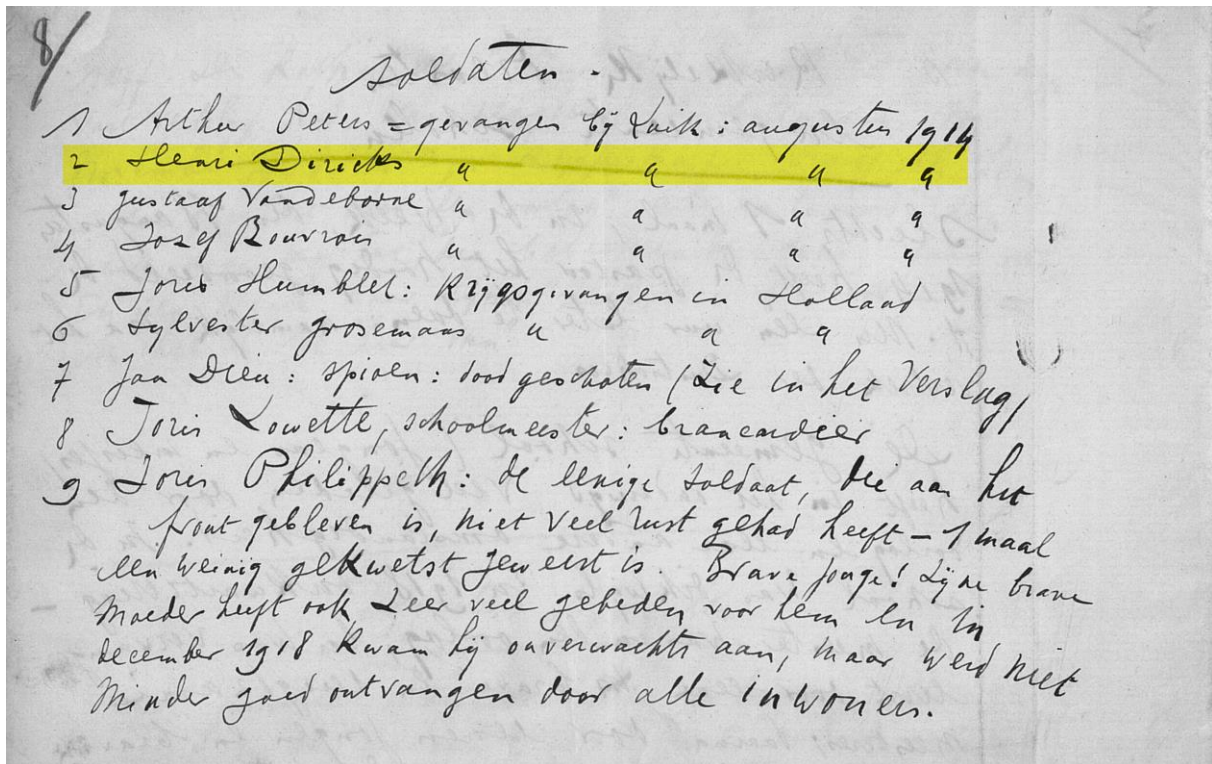 8/
soldaten.
1 Arthur Peters = gevangen bij Luik : augustus 1914
2 Henri Diricks " " " "
3 gustaaf Vandeborne " " " "
4 Jozef Bouvrois " " " "
5 Joris Humblet : Krijgsgevangen in Holland
6 Sylvester grosemans " " "
7 Jan Dieu : spioen : doodgeschoten (Zie in het Verslag)
8 Joris Lowette, schoolmeester : brancardier
9 Joris Philippeth : de eenige soldaat, die aan het
front gebleven is, niet veel rust gehad heeft – 1 maal
een weinig gekwetst geweest is. Brave jonge! Zijne brave
Moeder heeft ook zeer veel gebeden voor hem en in
december 1918 kwam hij onverwachts aan, maar werd niet
Minder goed ontvangen door alle inwoners.